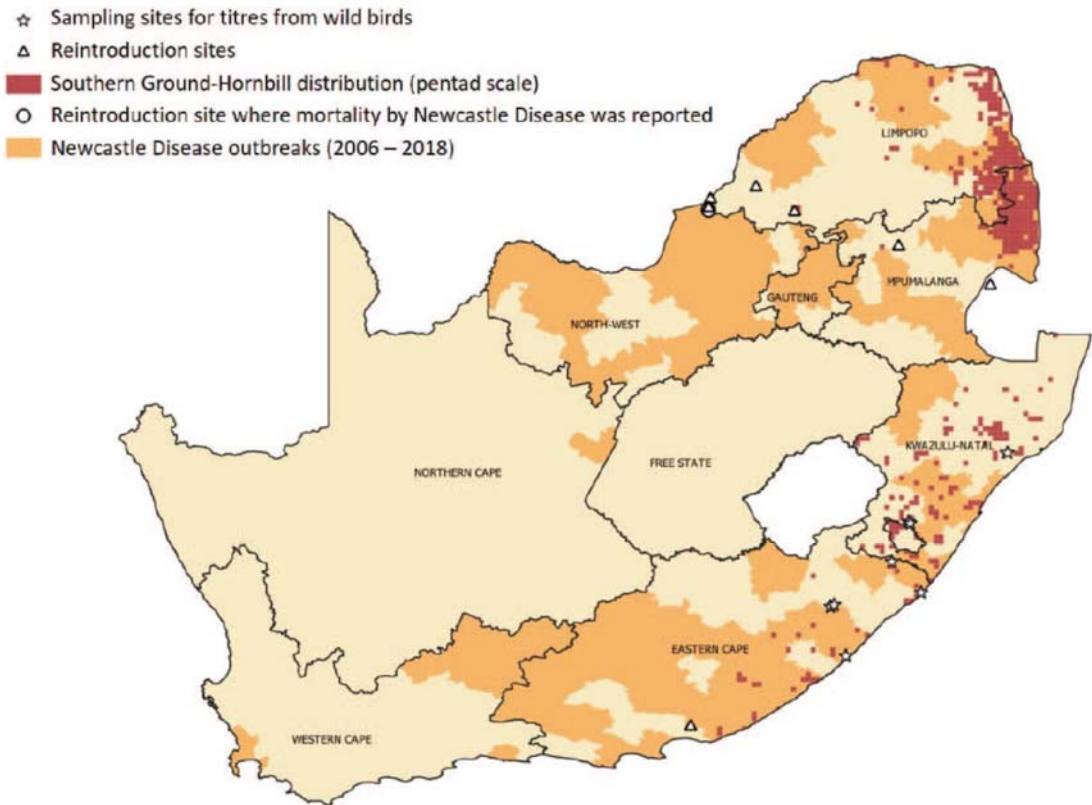 Sampling sites for titres from wild birds
Reintroduction sites
Southern Ground-Hornbill distribution (pentad scale)
Reintroduction site where mortality by Newcastle Disease was reported
Newcastle Disease outbreaks (2006 – 2018)
LIMPOPO
MPUMALANGA
GAUTENG
NORTH-WEST
KWAZULU-NATAL
FREE STATE
NORTHERN CAPE
EASTERN CAPE
WESTERN CAPE